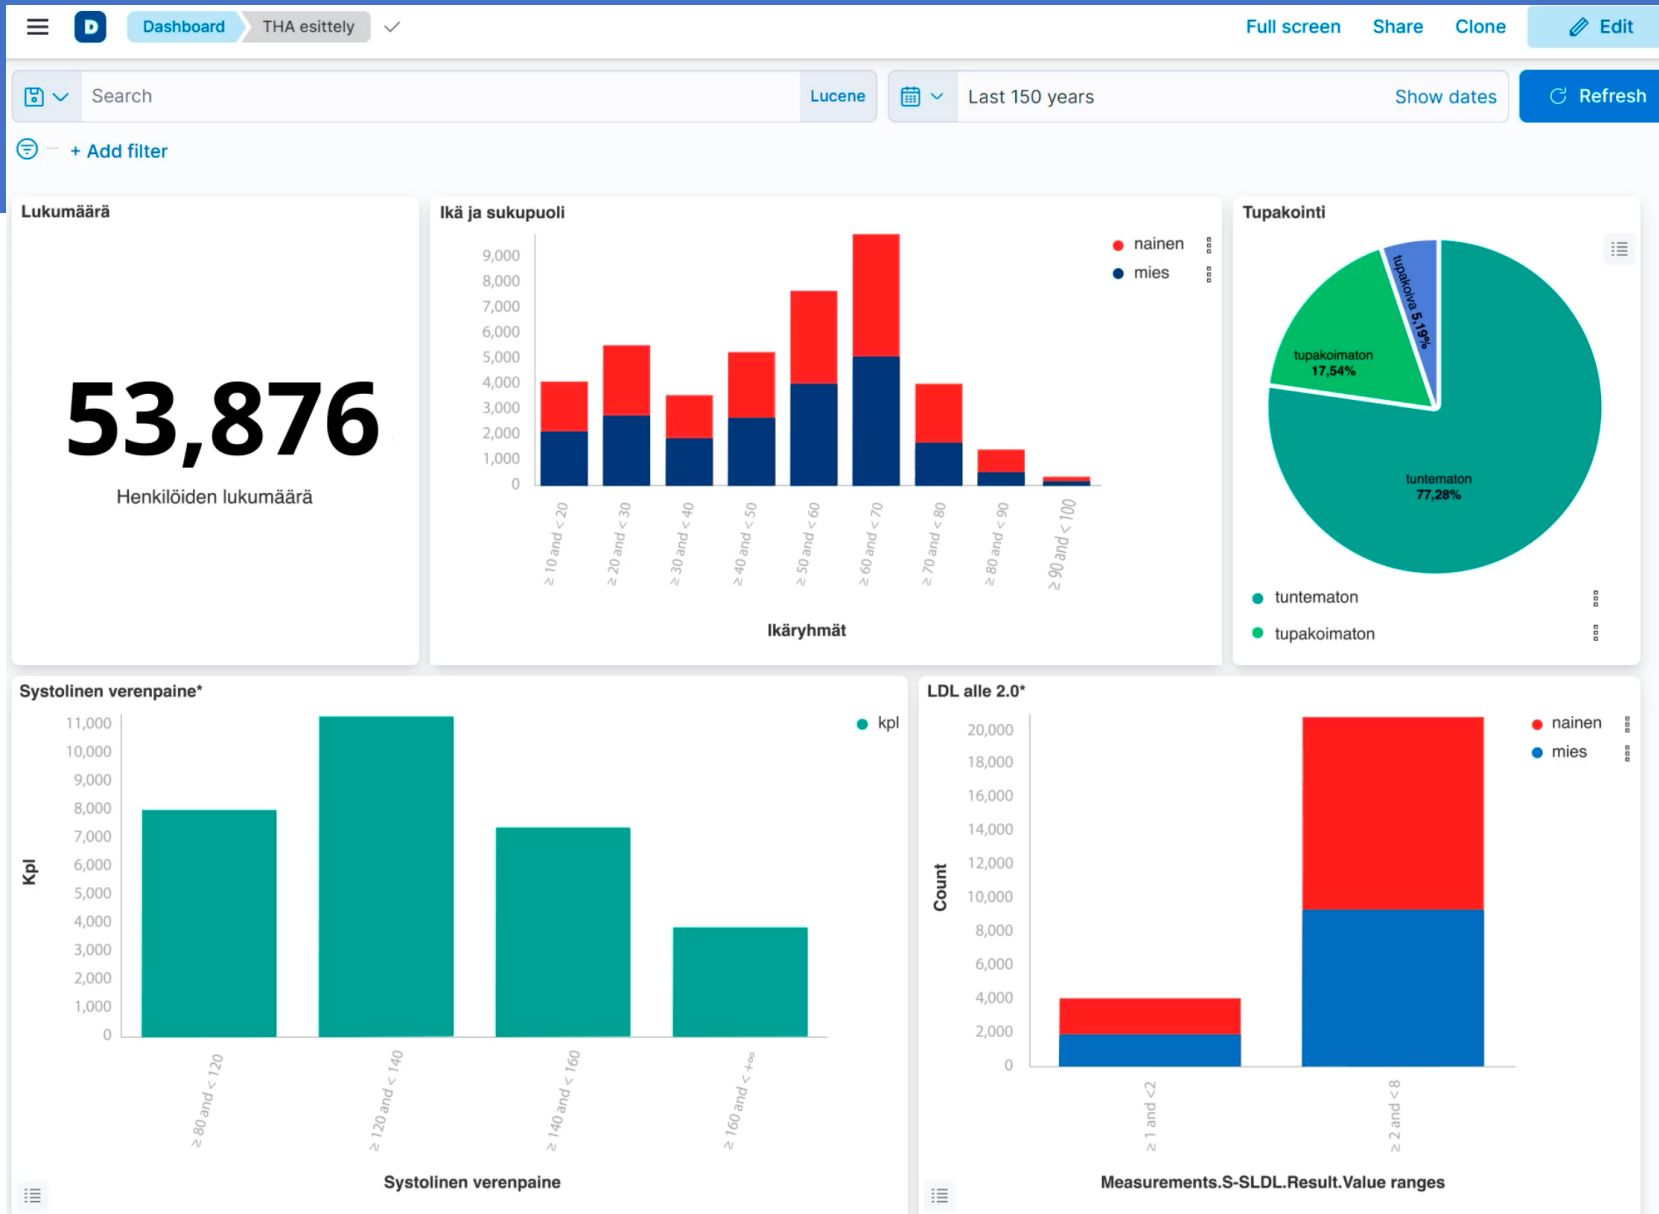 D Dashboard THA esittely Full screen Share Clone Edit
Search Lucene Last 150 years Show dates Refresh
+ Add filter
Lukumäärä
53,876
Henkilöiden lukumäärä
Ikä ja sukupuoli
9,000
8,000
7,000
6,000
5,000
4,000
3,000
2,000
1,000
0
≥ 10 and < 20
≥ 20 and < 30
≥ 30 and < 40
≥ 40 and < 50
≥ 50 and < 60
≥ 60 and < 70
≥ 70 and < 80
≥ 80 and < 90
≥ 90 and < 100
Ikäryhmät
nainen
mies
Tupakointi
tupakoiva 5,19%
tupakoimaton
17,54%
tuntematon
77,28%
tuntematon
tupakoimaton
Systolinen verenpaine*
Kpl
11,000
10,000
9,000
8,000
7,000
6,000
5,000
4,000
3,000
2,000
1,000
0
≥ 80 and < 120
≥ 120 and < 140
≥ 140 and < 160
≥ 160 and < +∞
Systolinen verenpaine
kpl
LDL alle 2.0*
Count
20,000
18,000
16,000
14,000
12,000
10,000
8,000
6,000
4,000
2,000
0
≥ 1 and <2
≥ 2 and <8
Measurements.S-SLDL.Result.Value ranges
nainen
mies